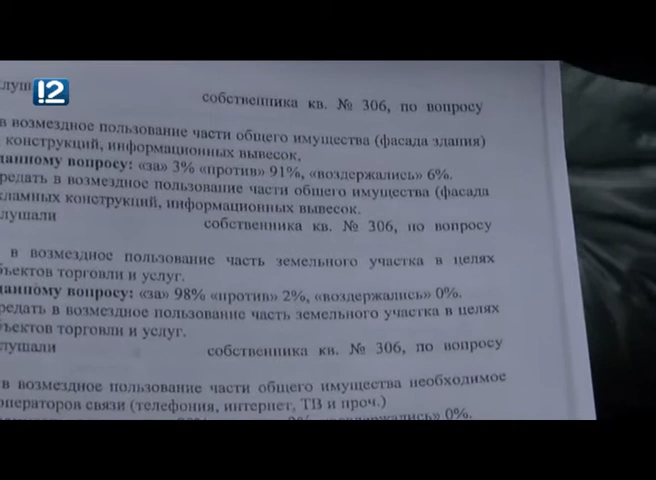 12
собственника кв. № 306, по вопросу
в возмездное пользование части общего имущества (фасада здания)
конструкций, информационных вывесок,
данному вопросу: «за» 3% «против» 91%, «воздержались» 6%.
редать в возмездное пользование части общего имущества (фасада
кламных конструкций, информационных вывесок.
слушали собственника кв. № 306, по вопросу
в возмездное пользование часть земельного участка в целях
бъектов торговли и услуг.
данному вопросу: «за» 98% «против» 2%, «воздержались» 0%.
редать в возмездное пользование часть земельного участка в целях
бъектов торговли и услуг.
слушали собственника кв. № 306, по вопросу
в возмездное пользование части общего имущества необходимое
операторов связи (телефония, интернет, ТВ и проч.)
«воздержались» 0%.